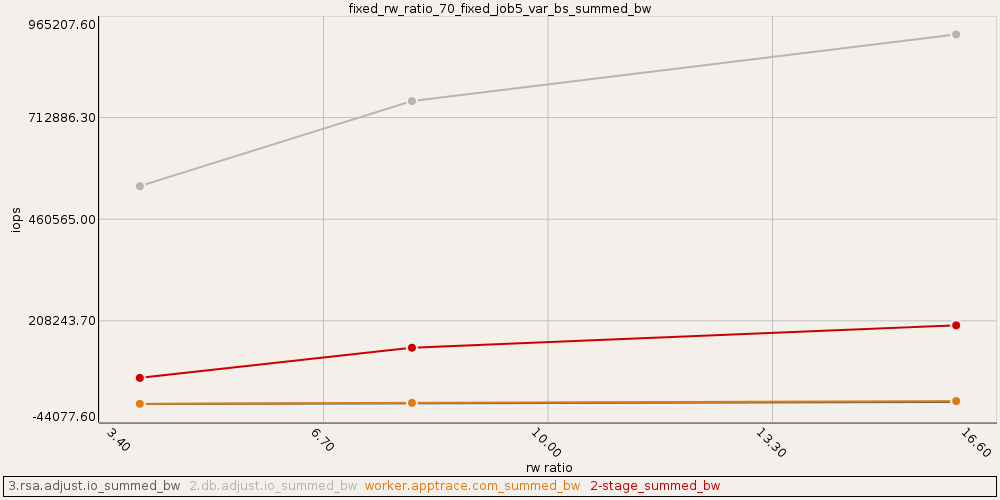 fixed_rw_ratio_70_fixed_job5_var_bs_summed_bw
965207.60
712886.30
460565.00
208243.70
-44077.60
iops
3.40
6.70
10.00
13.30
16.60
rw ratio
3.rsa.adjust.io_summed_bw 2.db.adjust.io_summed_bw worker.apptrace.com_summed_bw 2-stage_summed_bw